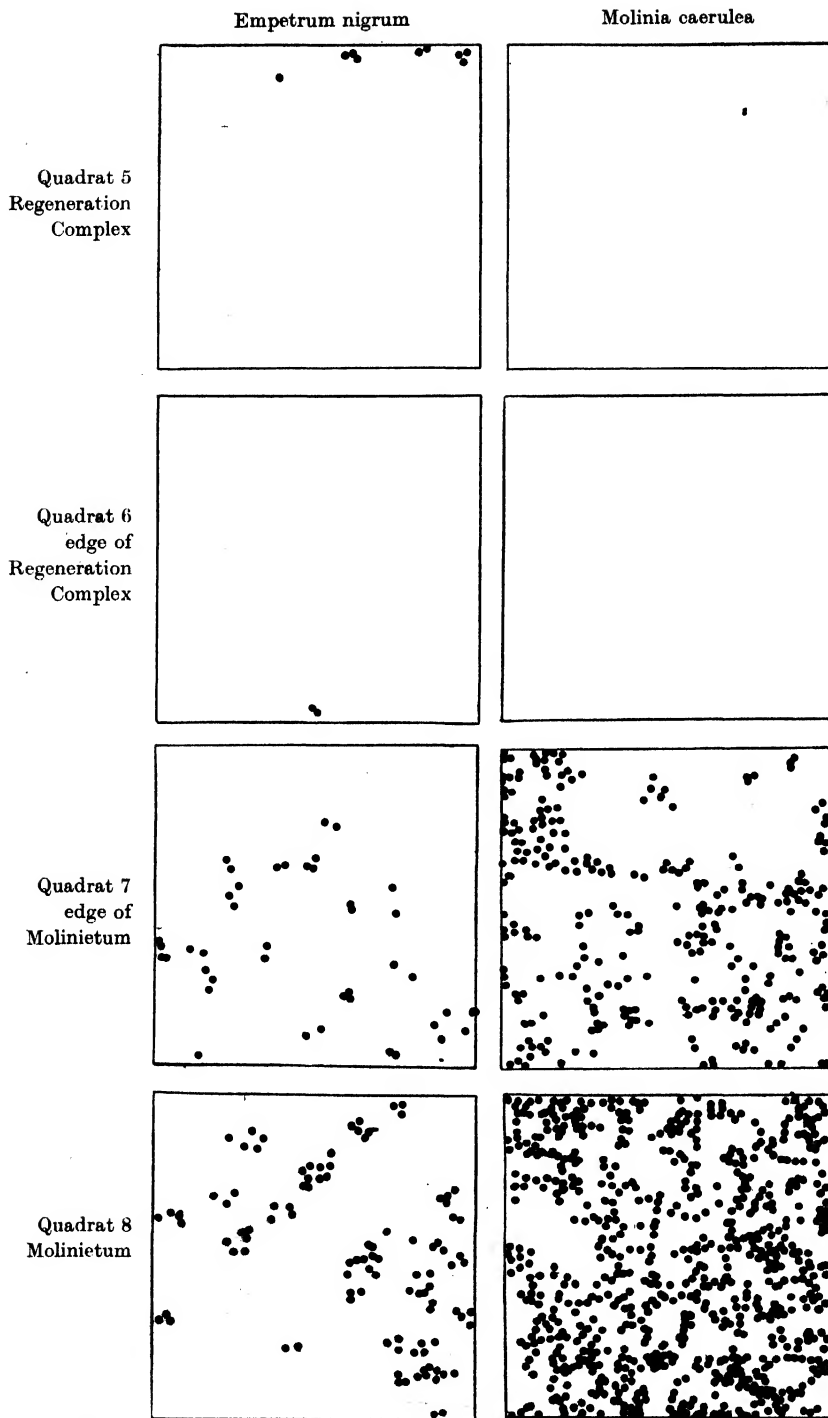 Empetrum nigrum
Molinia caerulea
Quadrat 5
Regeneration
Complex
Quadrat 6
edge of
Regeneration
Complex
Quadrat 7
edge of
Molinietum
Quadrat 8
Molinietum